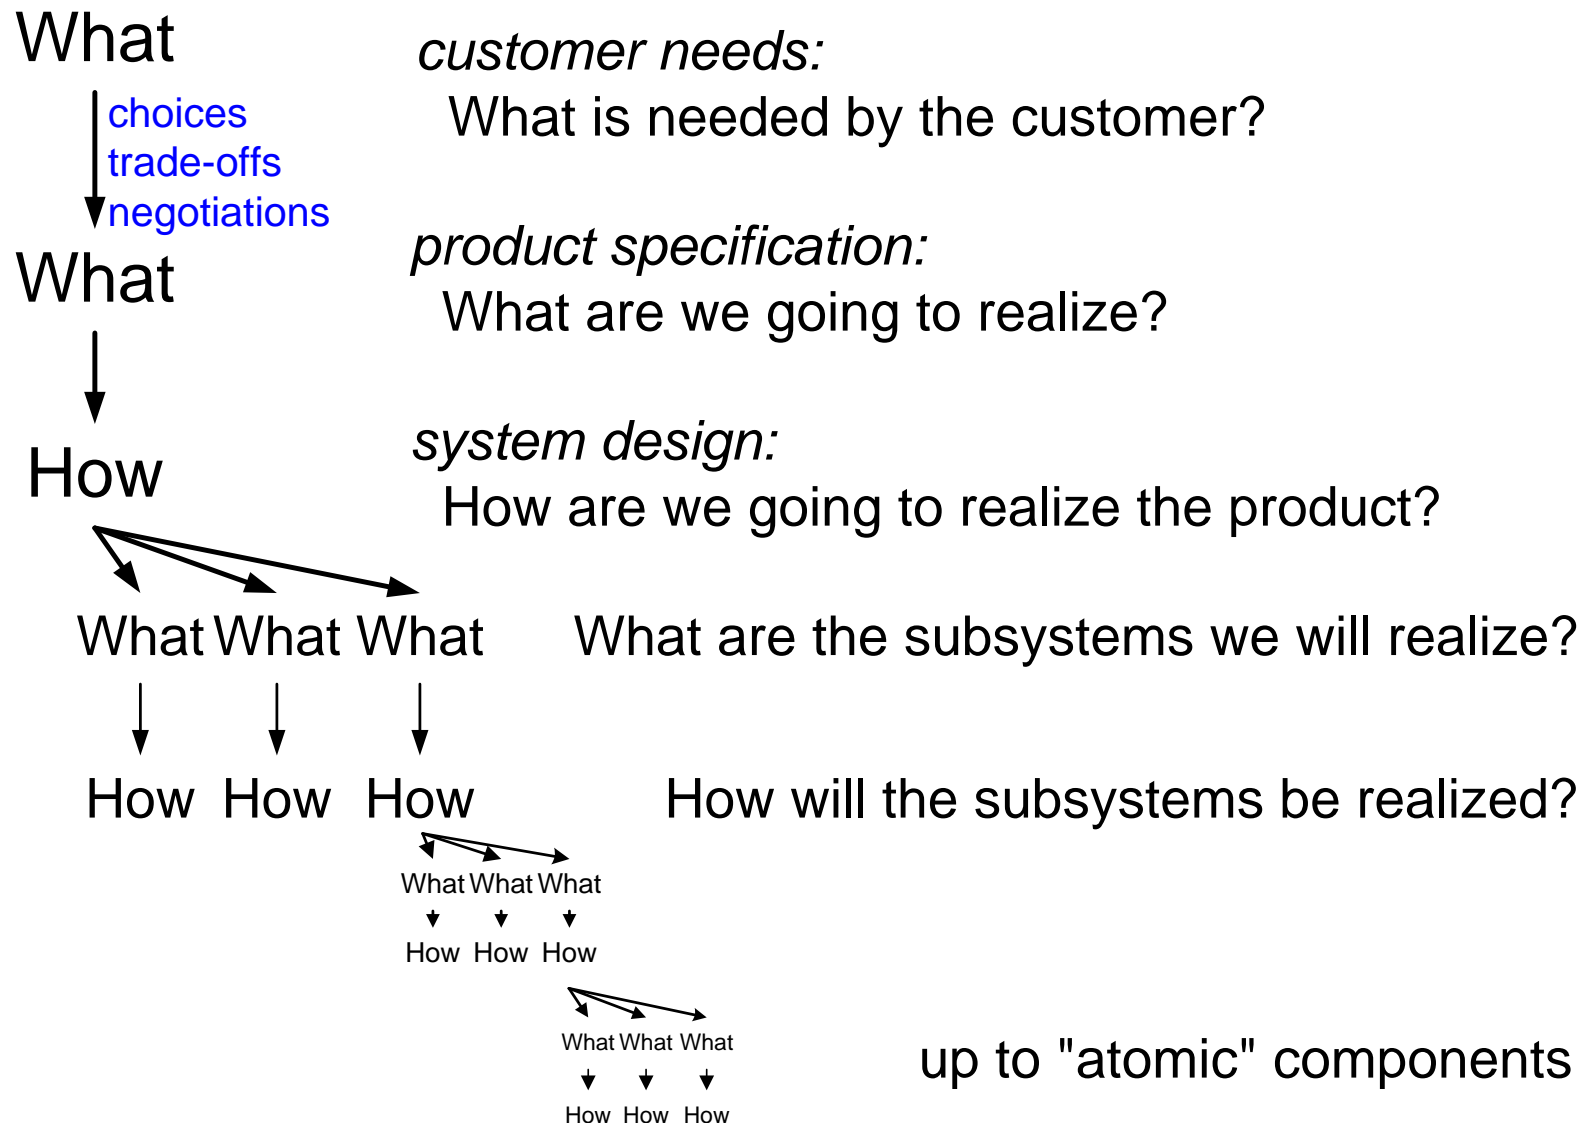 What
customer needs:
choices
What is needed by the customer?
trade-offs
negotiations
product specification:
What
What are we going to realize?
system design:
How
How are we going to realize the product?
What What What
What are the subsystems we will realize?
How How How
How will the subsystems be realized?
What What What
How How How
What What What
up to "atomic" components
How How How